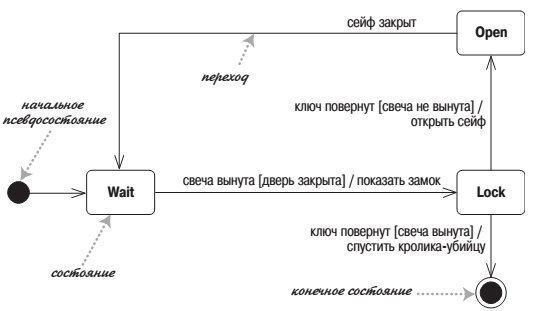 сейф закрыт
Open
переход
начальное
псевдосостояние
ключ повернут [свеча не вынута] /
открыть сейф
Wait
свеча вынута [дверь закрыта] / показать замок
Lock
ключ повернут [свеча вынута] /
спустить кролика-убийцу
состояние
конечное состояние